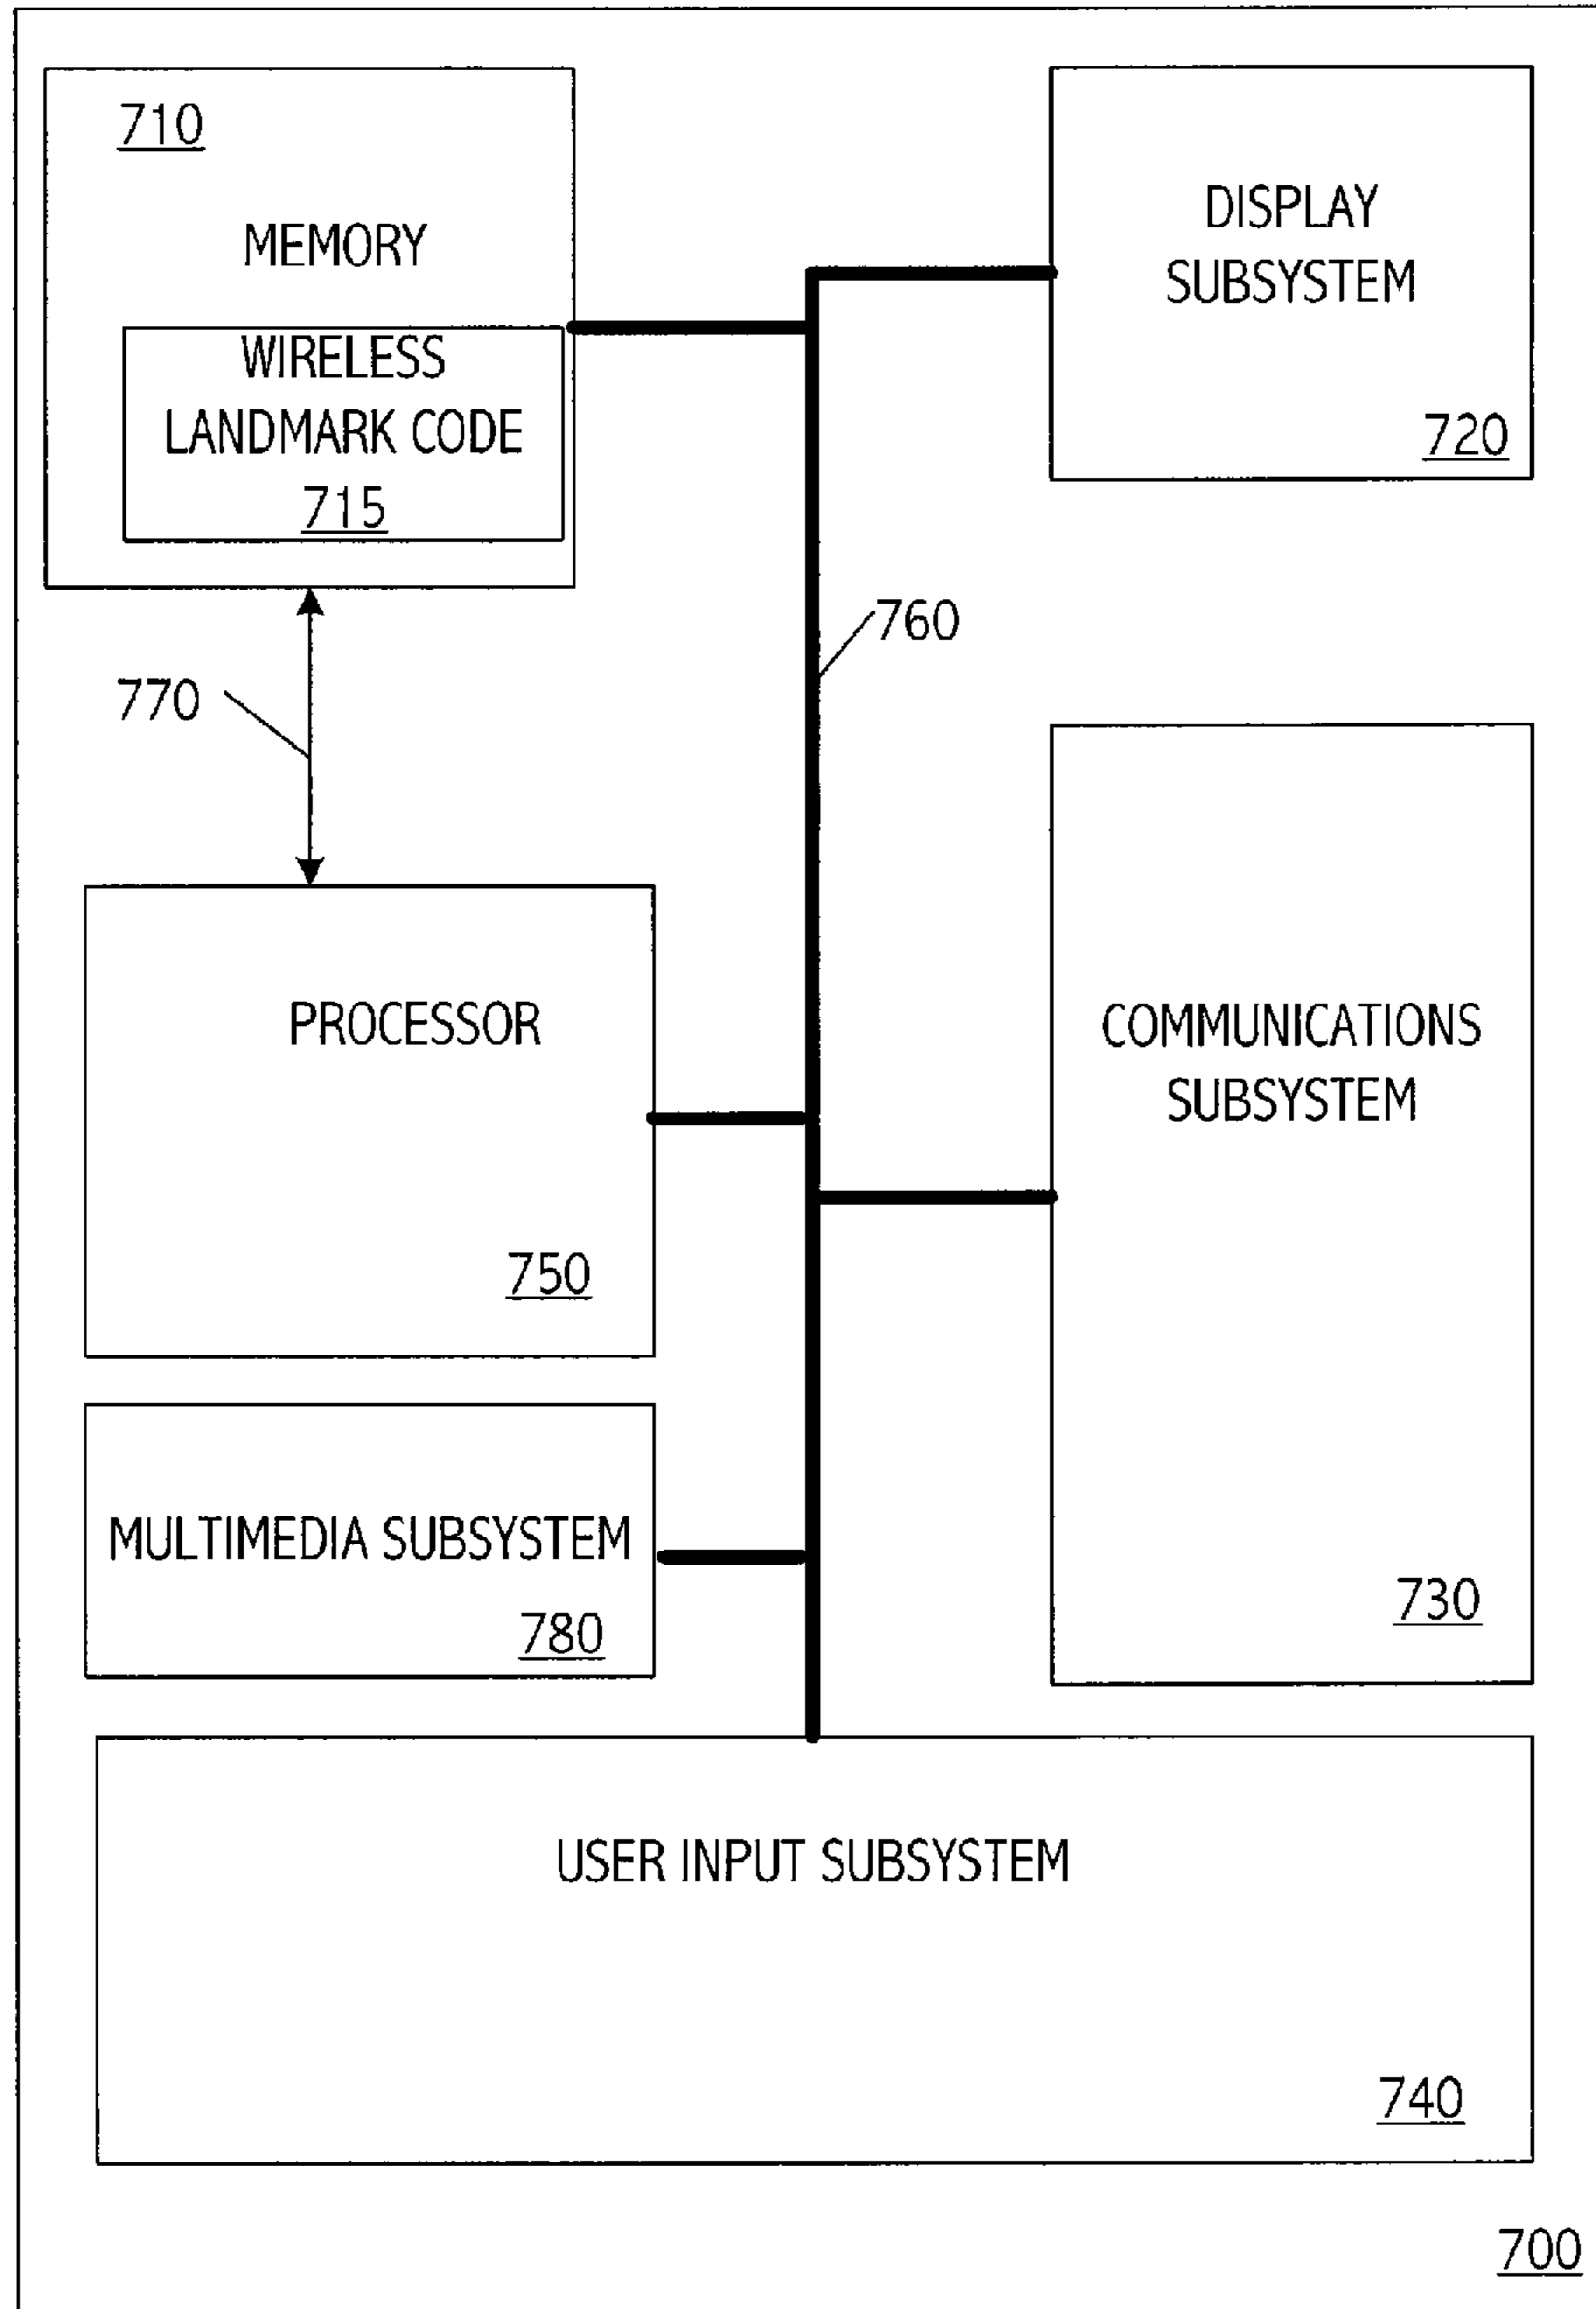 710
MEMORY
WIRELESS
LANDMARK CODE
715
DISPLAY
SUBSYSTEM
720
760
770
PROCESSOR
750
COMMUNICATIONS
SUBSYSTEM
730
MULTIMEDIA SUBSYSTEM
780
USER INPUT SUBSYSTEM
740
700